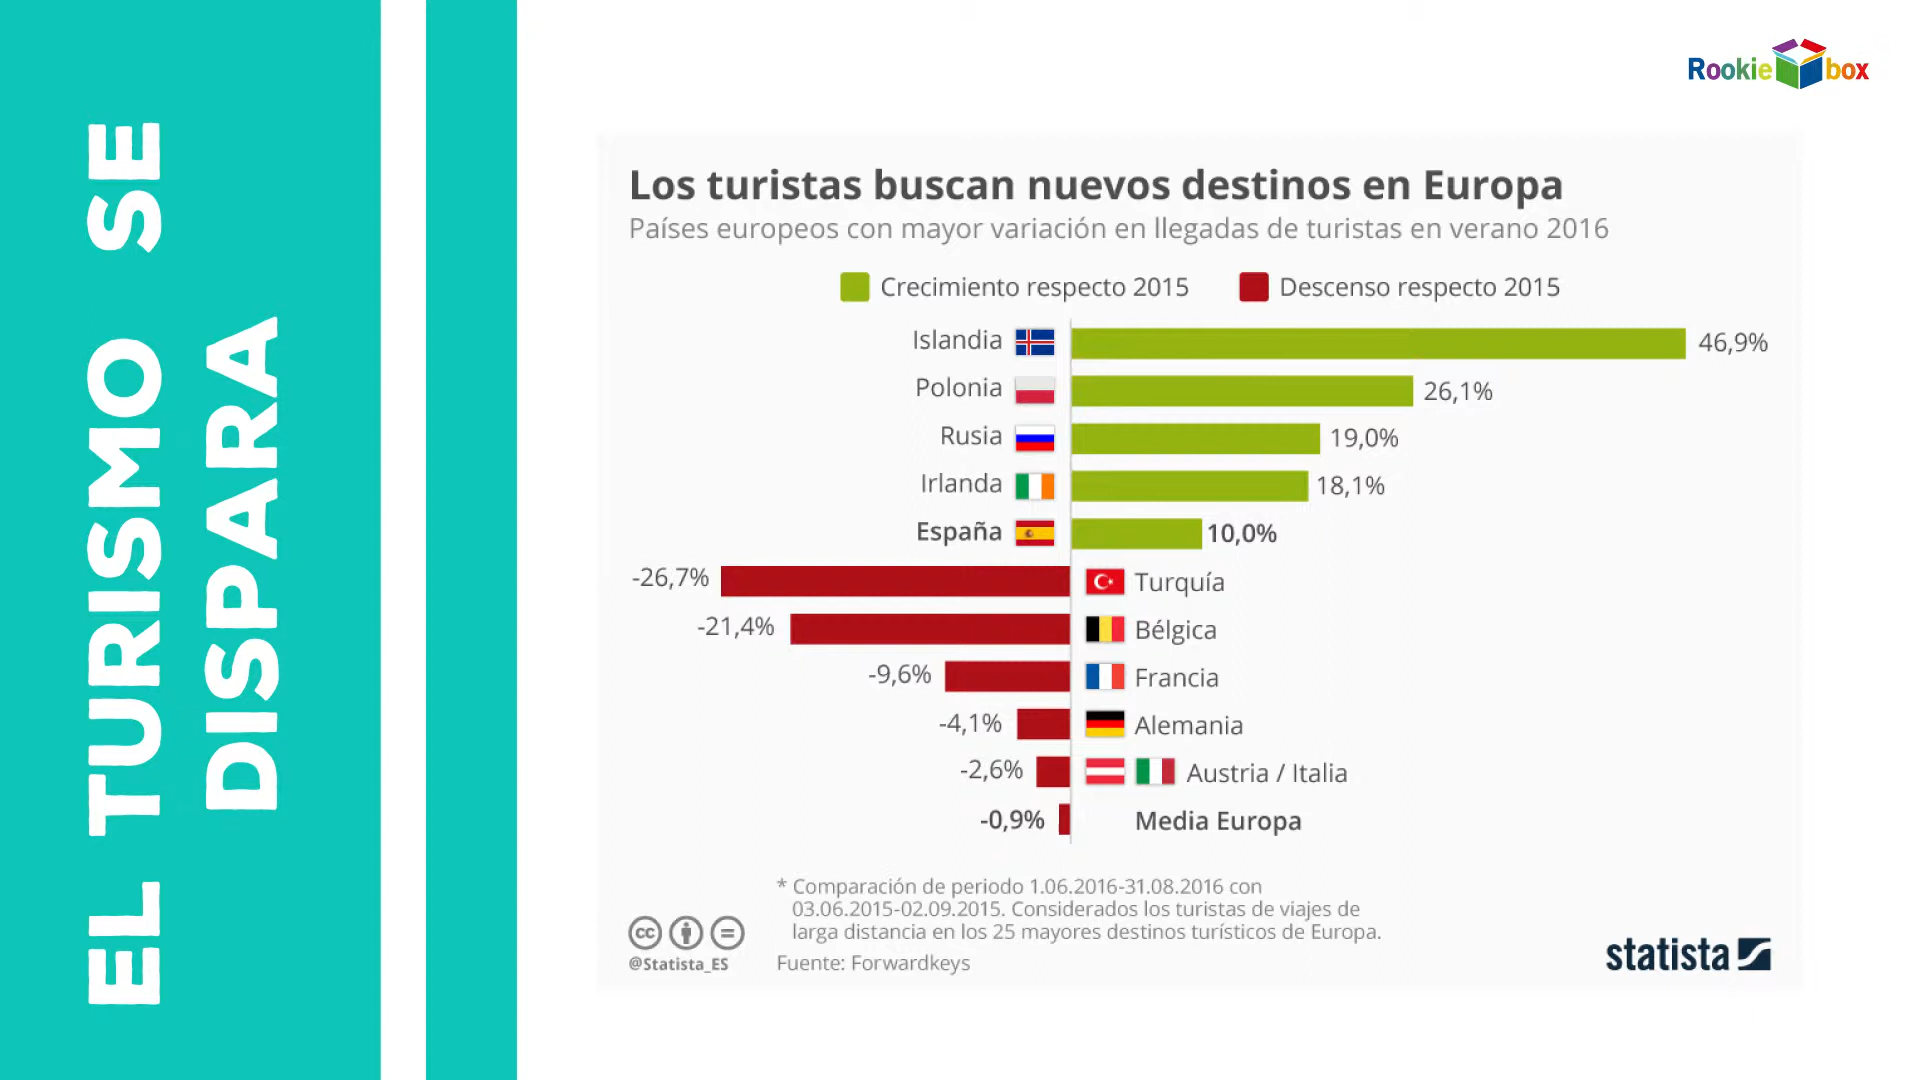 EL TURISMO SE
DISPARA
Rookie box
Los turistas buscan nuevos destinos en Europa
Países europeos con mayor variación en llegadas de turistas en verano 2016
Crecimiento respecto 2015
Descenso respecto 2015
Islandia 46,9%
Polonia 26,1%
Rusia 19,0%
Irlanda 18,1%
España 10,0%
-26,7% Turquía
-21,4% Bélgica
-9,6% Francia
-4,1% Alemania
-2,6% Austria / Italia
-0,9% Media Europa
* Comparación de periodo 1.06.2016-31.08.2016 con
03.06.2015-02.09.2015. Considerados los turistas de viajes de
larga distancia en los 25 mayores destinos turísticos de Europa.
Fuente: Forwardkeys
cc
@Statista_ES
statista